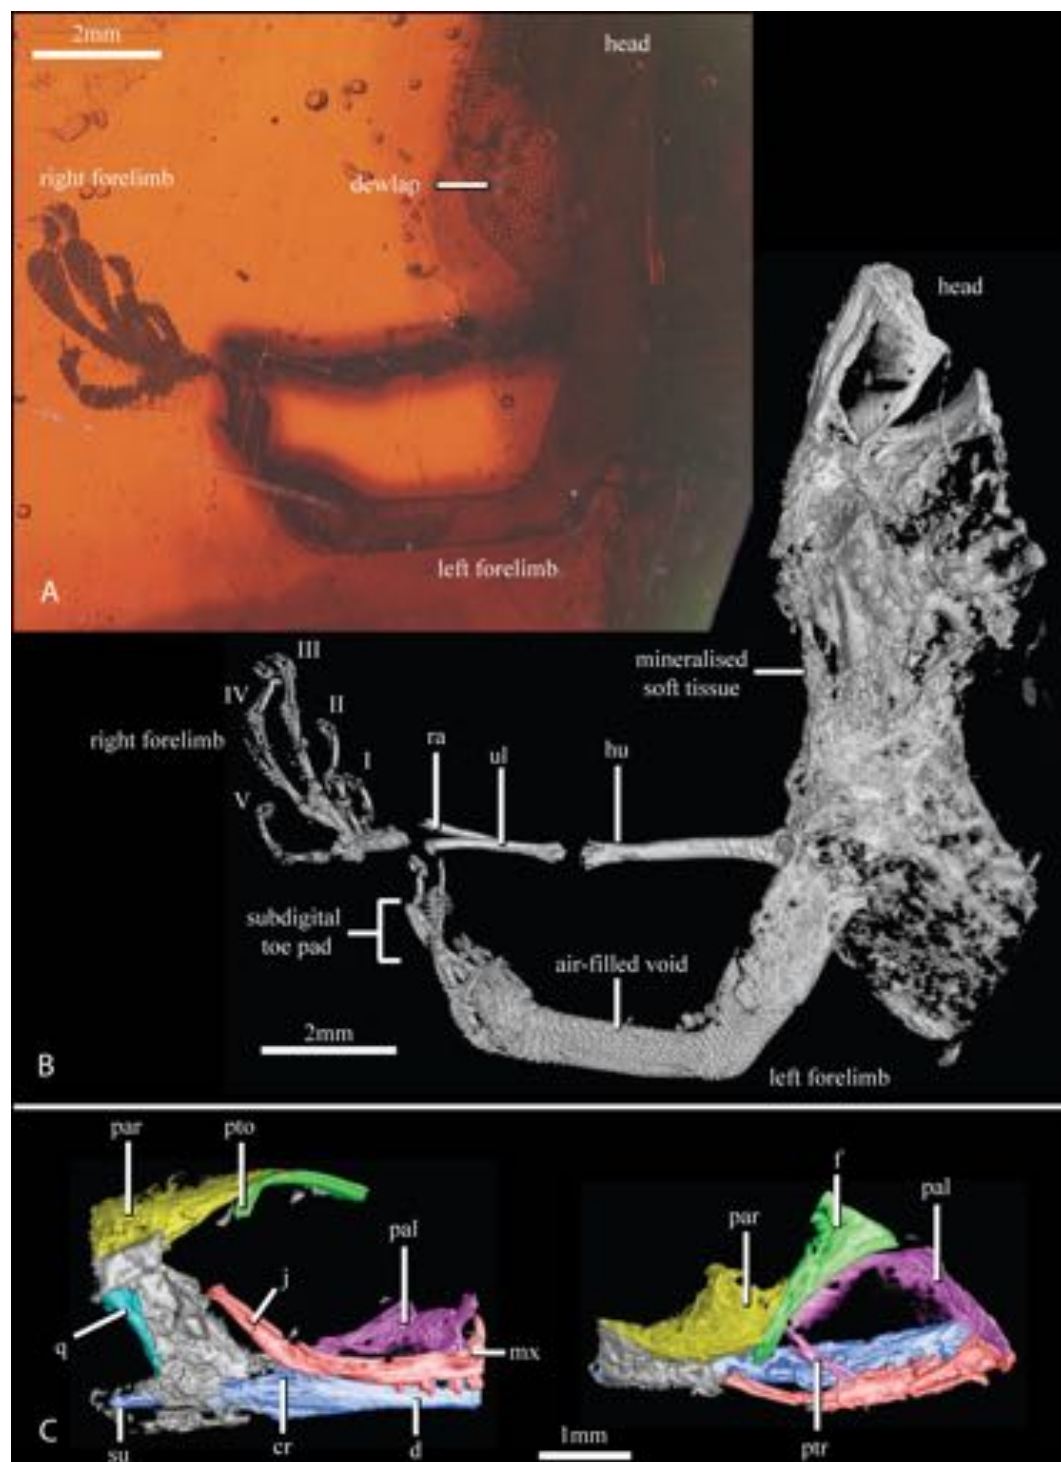 2mm
head
right forelimb
dewlap
left forelimb
A
head
mineralised
soft tissue
III
IV
II
right forelimb
I
V
ra
ul
hu
subdigital
toe pad
air-filled void
2mm
B
left forelimb
par
pto
f
pal
par
pal
j
q
mx
C
su
cr
d
1mm
ptr